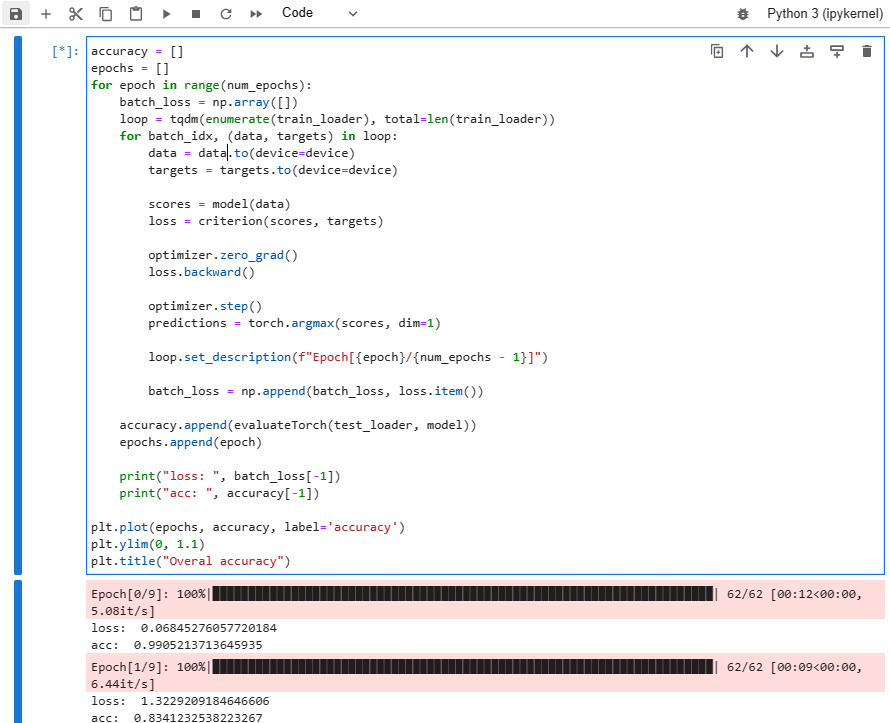 Code Python 3 (ipykernel)
[*]: accuracy = []
epochs = []
for epoch in range(num_epochs):
    batch_loss = np.array([])
    loop = tqdm(enumerate(train_loader), total=len(train_loader))
    for batch_idx, (data, targets) in loop:
        data = data.to(device=device)
        targets = targets.to(device=device)

        scores = model(data)
        loss = criterion(scores, targets)

        optimizer.zero_grad()
        loss.backward()

        optimizer.step()
        predictions = torch.argmax(scores, dim=1)

        loop.set_description(f"Epoch[{epoch}/{num_epochs - 1}]")

        batch_loss = np.append(batch_loss, loss.item())

    accuracy.append(evaluateTorch(test_loader, model))
    epochs.append(epoch)

    print("loss: ", batch_loss[-1])
    print("acc: ", accuracy[-1])

plt.plot(epochs, accuracy, label='accuracy')
plt.ylim(0, 1.1)
plt.title("Overal accuracy")
Epoch[0/9]: 100%|██████████| 62/62 [00:12<00:00,
5.08it/s]
loss:  0.06845276057720184
acc:  0.9905213713645935
Epoch[1/9]: 100%|██████████| 62/62 [00:09<00:00,
6.44it/s]
loss:  1.3229209184646606
acc:  0.8341232538223267